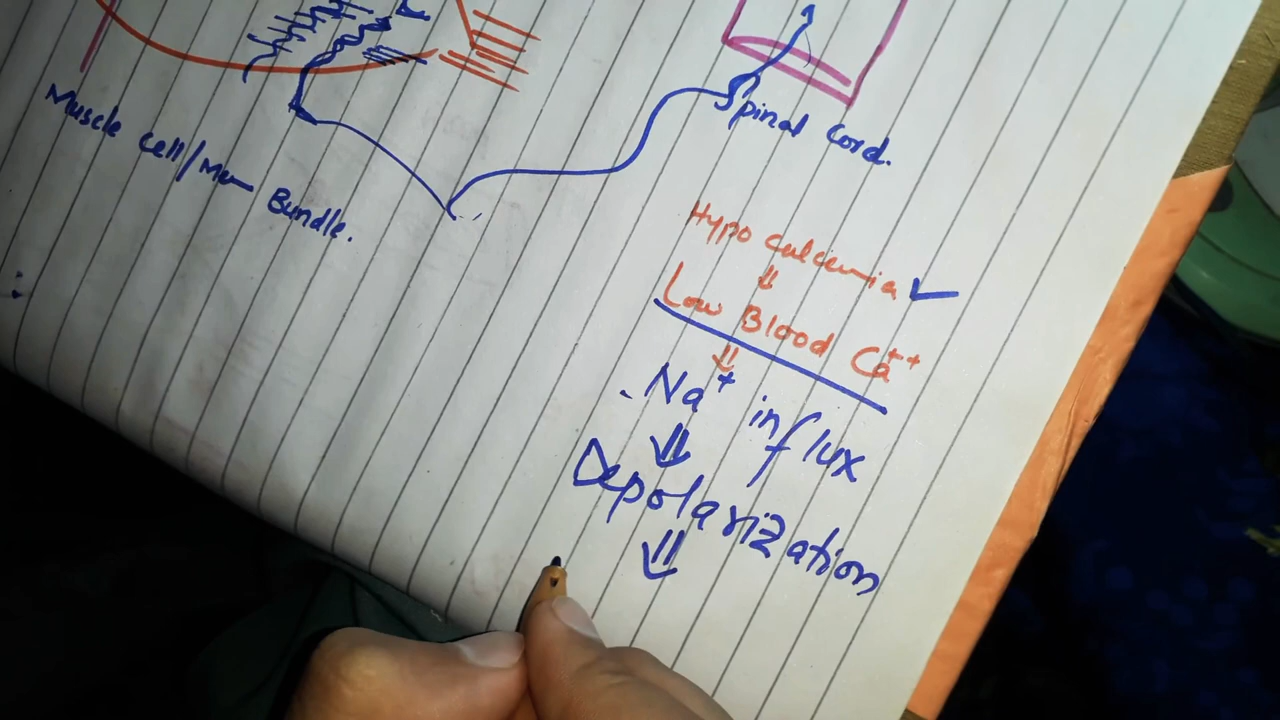 Muscle Cell/Mu Bundle.
Spinal Cord.
Hypo calcemia
Low Blood Ca++
Na+ influx
Depolarization